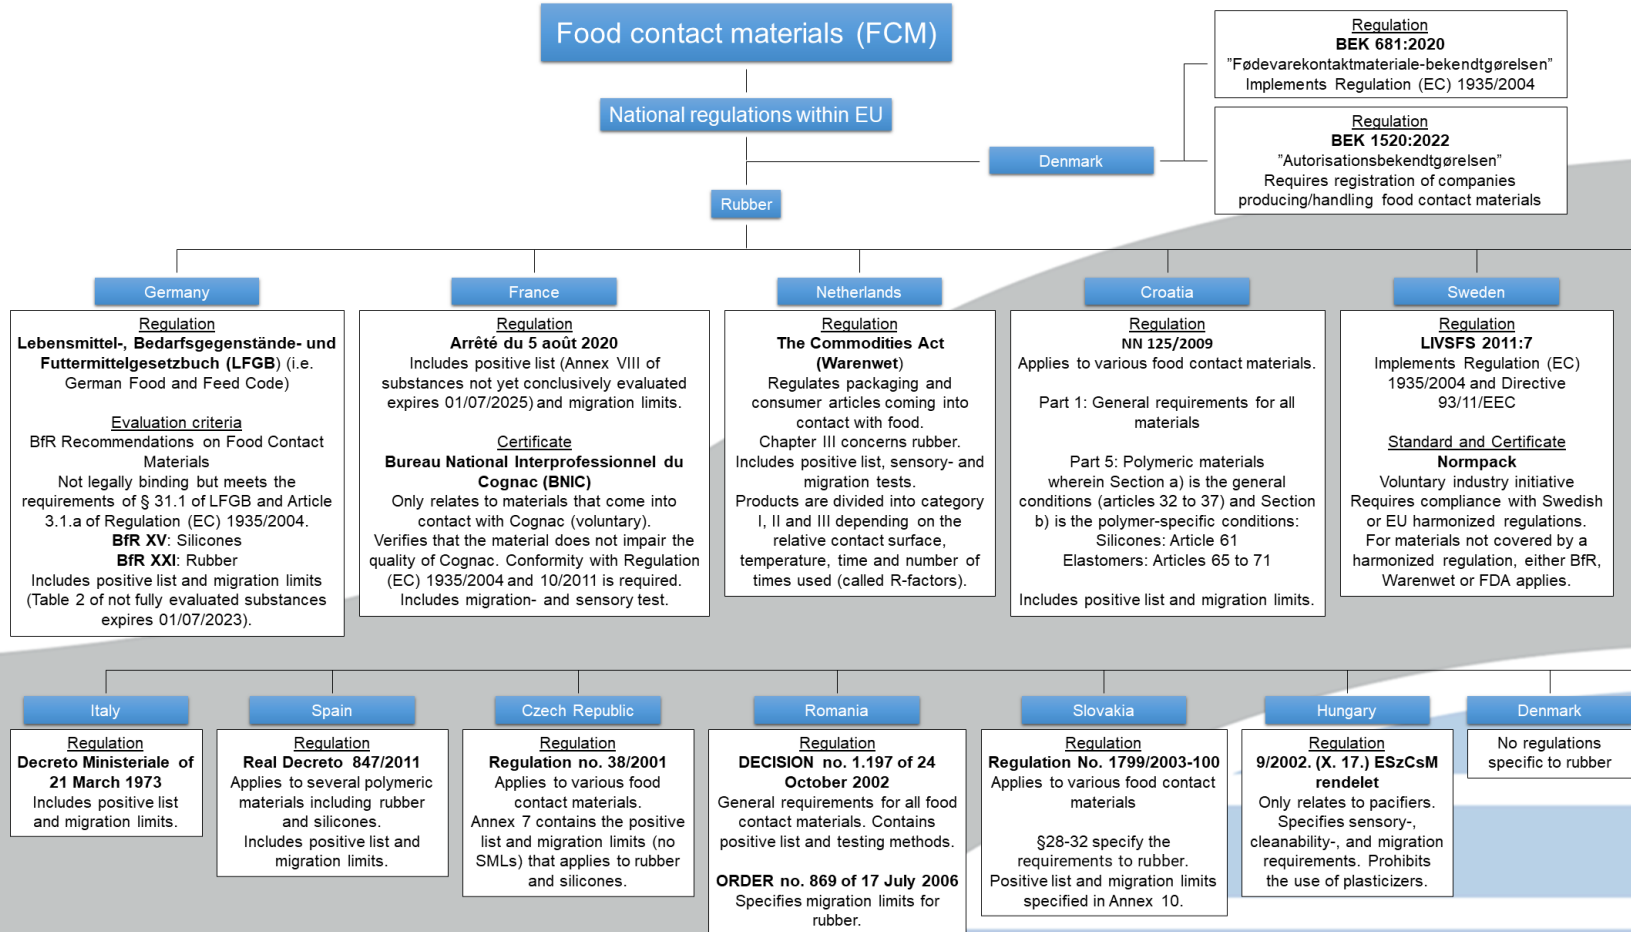 Food contact materials (FCM)
National regulations within EU
Denmark
Regulation
BEK 681:2020
”Fødevarekontaktmateriale-bekendtgørelsen”
Implements Regulation (EC) 1935/2004
Regulation
BEK 1520:2022
”Autorisationsbekendtgørelsen”
Requires registration of companies
producing/handling food contact materials
Rubber
Germany
Regulation
Lebensmittel-, Bedarfsgegenstände- und
Futtermittelgesetzbuch (LFGB) (i.e.
German Food and Feed Code)
Evaluation criteria
BfR Recommendations on Food Contact
Materials
Not legally binding but meets the
requirements of § 31.1 of LFGB and Article
3.1.a of Regulation (EC) 1935/2004.
BfR XV: Silicones
BfR XXI: Rubber
Includes positive list and migration limits
(Table 2 of not fully evaluated substances
expires 01/07/2023).
France
Regulation
Arrêté du 5 août 2020
Includes positive list (Annex VIII of
substances not yet conclusively evaluated
expires 01/07/2025) and migration limits.
Certificate
Bureau National Interprofessionnel du
Cognac (BNIC)
Only relates to materials that come into
contact with Cognac (voluntary).
Verifies that the material does not impair the
quality of Cognac. Conformity with Regulation
(EC) 1935/2004 and 10/2011 is required.
Includes migration- and sensory test.
Netherlands
Regulation
The Commodities Act
(Warenwet)
Regulates packaging and
consumer articles coming into
contact with food.
Chapter III concerns rubber.
Includes positive list, sensory- and
migration tests.
Products are divided into category
I, II and III depending on the
relative contact surface,
temperature, time and number of
times used (called R-factors).
Croatia
Regulation
NN 125/2009
Applies to various food contact materials.
Part 1: General requirements for all
materials
Part 5: Polymeric materials
wherein Section a) is the general
conditions (articles 32 to 37) and Section
b) is the polymer-specific conditions:
Silicones: Article 61
Elastomers: Articles 65 to 71
Includes positive list and migration limits.
Sweden
Regulation
LIVSFS 2011:7
Implements Regulation (EC)
1935/2004 and Directive
93/11/EEC
Standard and Certificate
Normpack
Voluntary industry initiative
Requires compliance with Swedish
or EU harmonized regulations.
For materials not covered by a
harmonized regulation, either BfR,
Warenwet or FDA applies.
Italy
Regulation
Decreto Ministeriale of
21 March 1973
Includes positive list
and migration limits.
Spain
Regulation
Real Decreto 847/2011
Applies to several polymeric
materials including rubber
and silicones.
Includes positive list and
migration limits.
Czech Republic
Regulation
Regulation no. 38/2001
Applies to various food
contact materials.
Annex 7 contains the positive
list and migration limits (no
SMLs) that applies to rubber
and silicones.
Romania
Regulation
DECISION no. 1.197 of 24
October 2002
General requirements for all food
contact materials. Contains
positive list and testing methods.
ORDER no. 869 of 17 July 2006
Specifies migration limits for
rubber.
Slovakia
Regulation
Regulation No. 1799/2003-100
Applies to various food contact
materials
§28-32 specify the
requirements to rubber.
Positive list and migration limits
specified in Annex 10.
Hungary
Regulation
9/2002. (X. 17.) ESzCsM
rendelet
Only relates to pacifiers.
Specifies sensory-,
cleanability-, and migration
requirements. Prohibits
the use of plasticizers.
Denmark
No regulations
specific to rubber